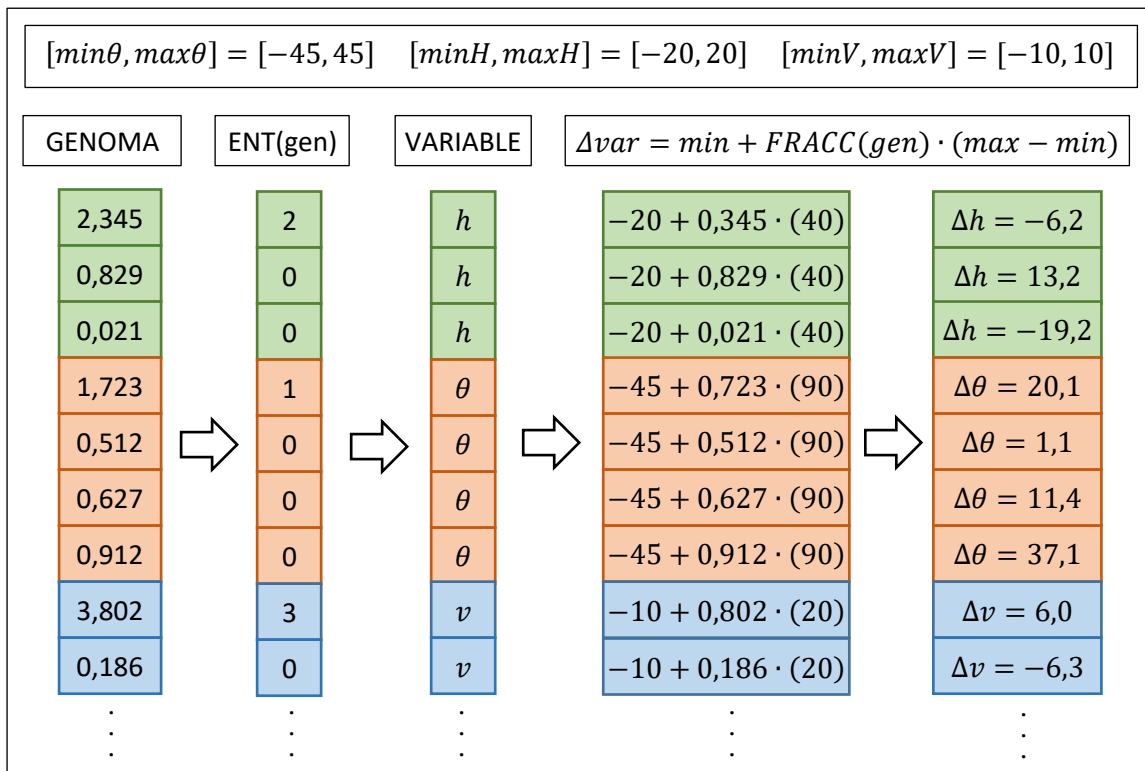 [minθ, maxθ] = [−45, 45] [minH, maxH] = [−20, 20] [minV, maxV] = [−10, 10]
GENOMA ENT(gen) VARIABLE Δvar = min + FRACC(gen) · (max − min)
2,345 2 h −20 + 0,345 · (40) Δh = −6,2
0,829 0 h −20 + 0,829 · (40) Δh = 13,2
0,021 0 h −20 + 0,021 · (40) Δh = −19,2
1,723 1 θ −45 + 0,723 · (90) Δθ = 20,1
0,512 0 θ −45 + 0,512 · (90) Δθ = 1,1
0,627 0 θ −45 + 0,627 · (90) Δθ = 11,4
0,912 0 θ −45 + 0,912 · (90) Δθ = 37,1
3,802 3 v −10 + 0,802 · (20) Δv = 6,0
0,186 0 v −10 + 0,186 · (20) Δv = −6,3